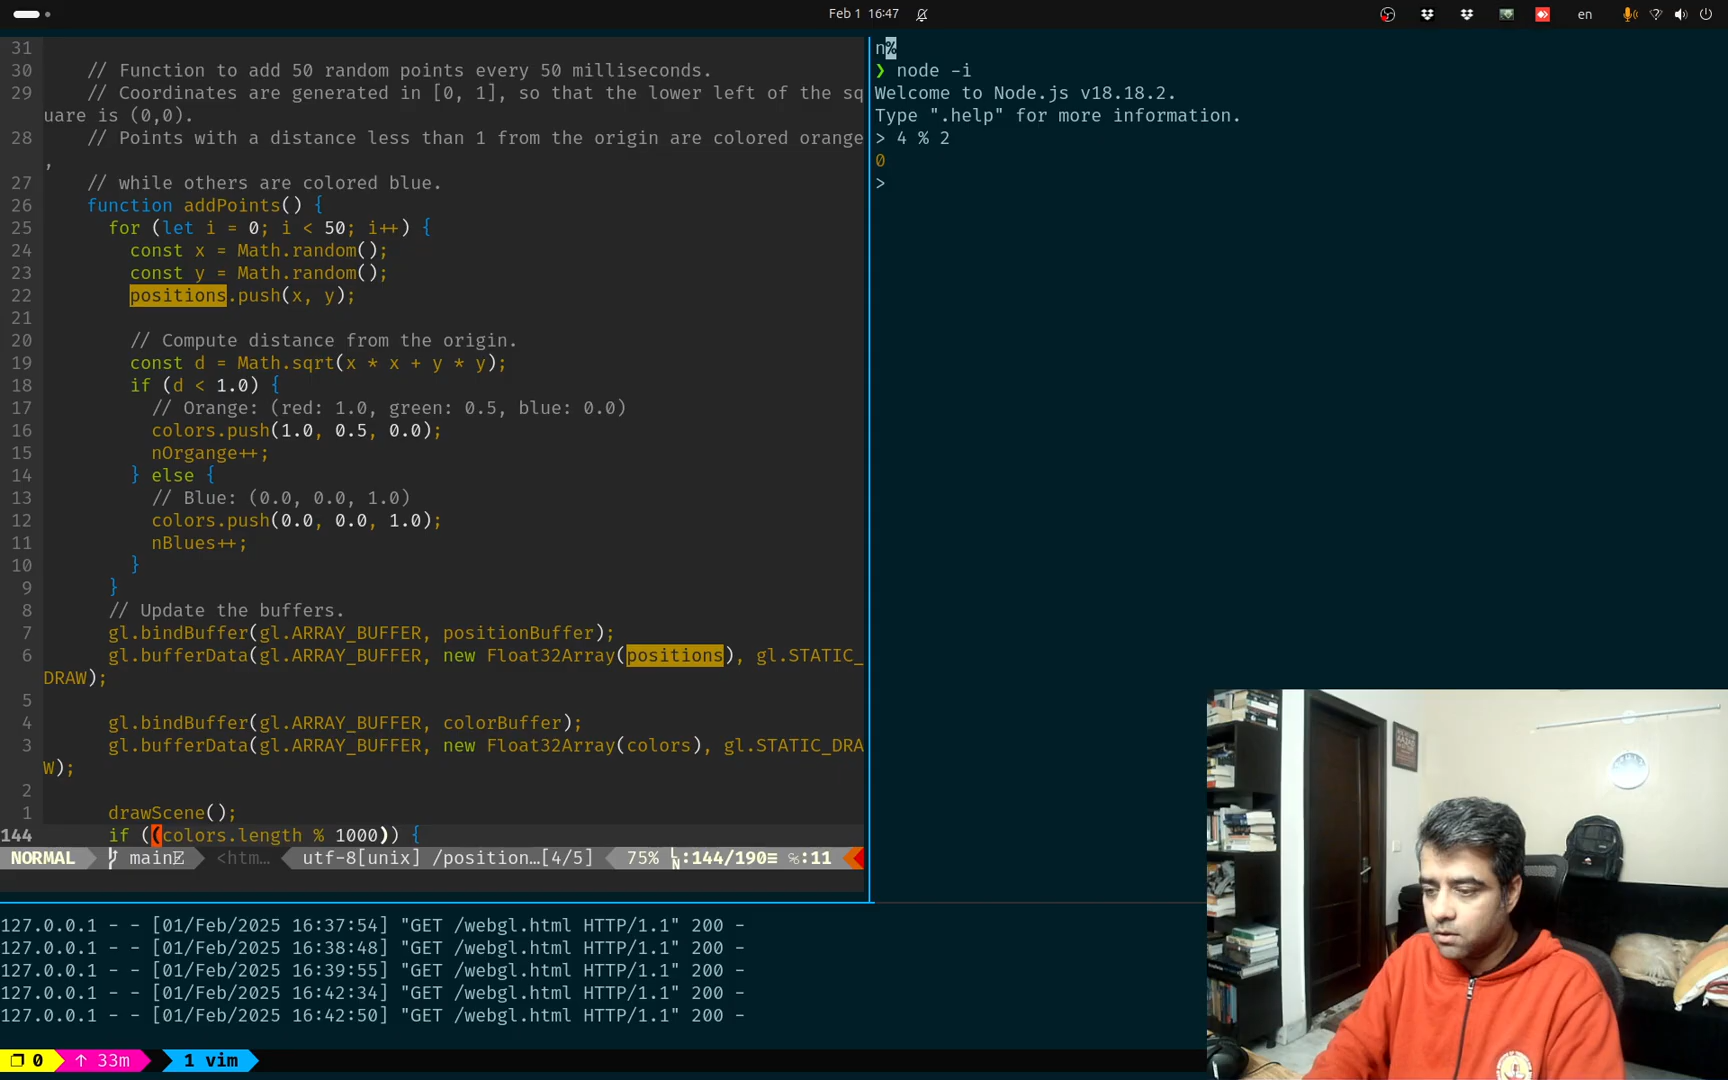 Feb 1 16:47
en
31
30 // Function to add 50 random points every 50 milliseconds.
29 // Coordinates are generated in [0, 1], so that the lower left of the sq
uare is (0,0).
28 // Points with a distance less than 1 from the origin are colored orange
,
27 // while others are colored blue.
26 function addPoints() {
25 for (let i = 0; i < 50; i++) {
24 const x = Math.random();
23 const y = Math.random();
22 positions.push(x, y);
21
20 // Compute distance from the origin.
19 const d = Math.sqrt(x * x + y * y);
18 if (d < 1.0) {
17 // Orange: (red: 1.0, green: 0.5, blue: 0.0)
16 colors.push(1.0, 0.5, 0.0);
15 nOrgange++;
14 } else {
13 // Blue: (0.0, 0.0, 1.0)
12 colors.push(0.0, 0.0, 1.0);
11 nBlues++;
10 }
9 }
8 // Update the buffers.
7 gl.bindBuffer(gl.ARRAY_BUFFER, positionBuffer);
6 gl.bufferData(gl.ARRAY_BUFFER, new Float32Array(positions), gl.STATIC_
DRAW);
5
4 gl.bindBuffer(gl.ARRAY_BUFFER, colorBuffer);
3 gl.bufferData(gl.ARRAY_BUFFER, new Float32Array(colors), gl.STATIC_DRA
W);
2
1 drawScene();
144 if ((colors.length % 1000)) {
NORMAL main <htm… utf-8[unix] /position…[4/5] 75% :144/190≡ ℅:11
n%
❯ node -i
Welcome to Node.js v18.18.2.
Type ".help" for more information.
> 4 % 2
0
>
127.0.0.1 - - [01/Feb/2025 16:37:54] "GET /webgl.html HTTP/1.1" 200 -
127.0.0.1 - - [01/Feb/2025 16:38:48] "GET /webgl.html HTTP/1.1" 200 -
127.0.0.1 - - [01/Feb/2025 16:39:55] "GET /webgl.html HTTP/1.1" 200 -
127.0.0.1 - - [01/Feb/2025 16:42:34] "GET /webgl.html HTTP/1.1" 200 -
127.0.0.1 - - [01/Feb/2025 16:42:50] "GET /webgl.html HTTP/1.1" 200 -
0 ↑ 33m 1 vim